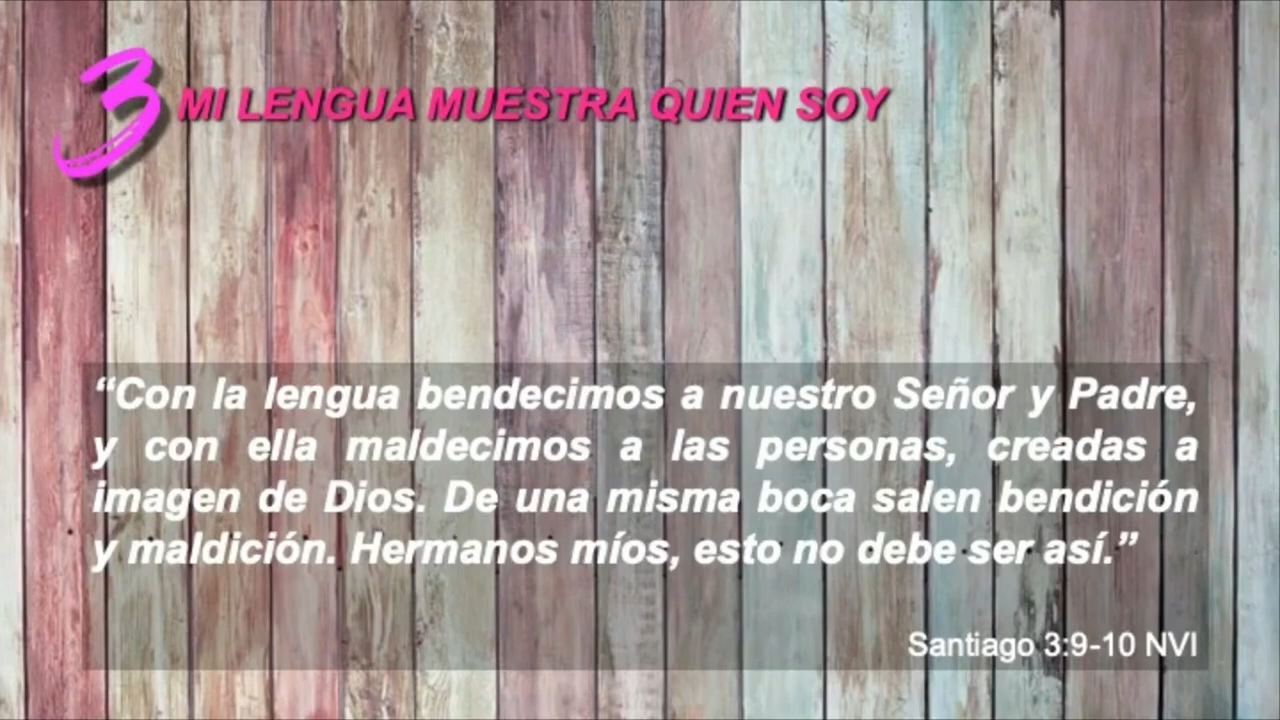 3 MI LENGUA MUESTRA QUIEN SOY
“Con la lengua bendecimos a nuestro Señor y Padre,
y con ella maldecimos a las personas, creadas a
imagen de Dios. De una misma boca salen bendición
y maldición. Hermanos míos, esto no debe ser así.”
Santiago 3:9-10 NVI